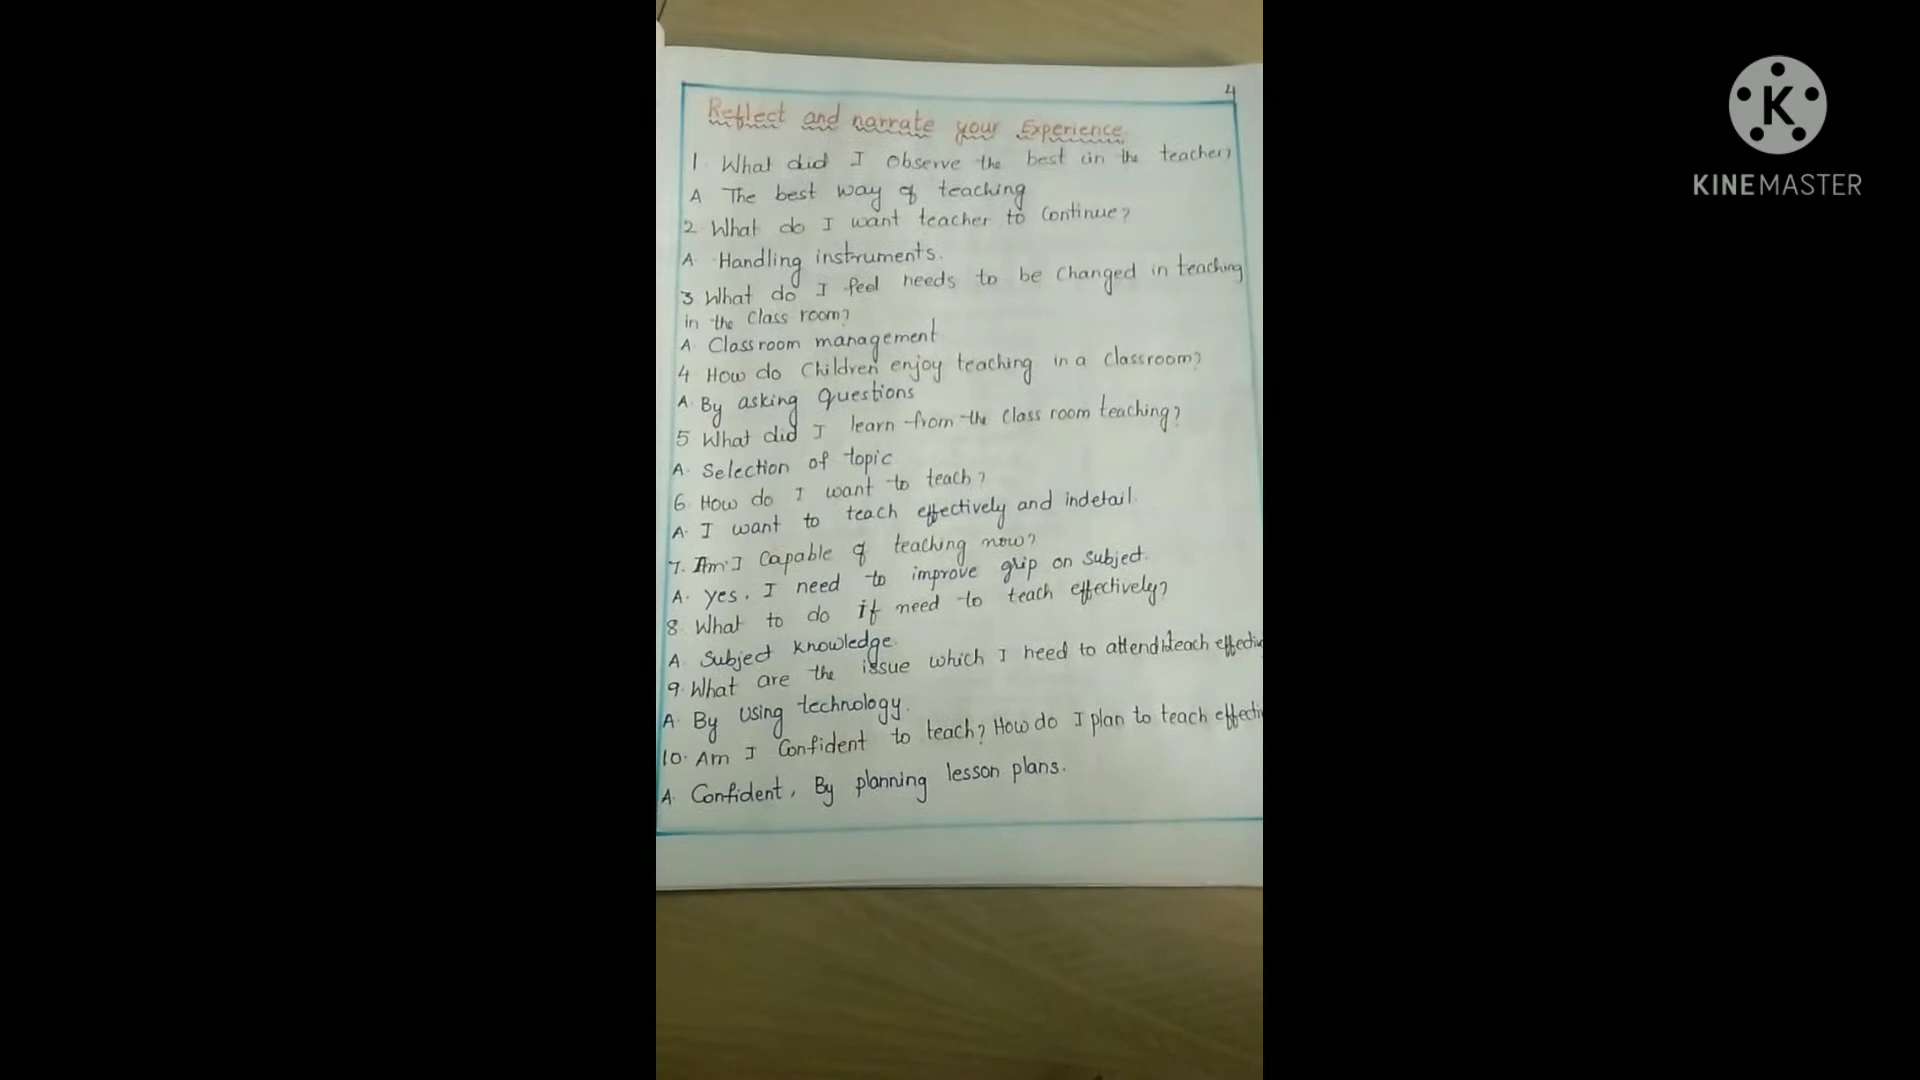 4
Reflect and narrate your Experience
1. What did I observe the best in the teacher?
A The best way of teaching
2 What do I want teacher to continue?
A. Handling instruments.
3 What do I feel needs to be changed in teaching
in the class room?
A. Classroom management
4 How do children enjoy teaching in a classroom?
A. By asking questions
5 What did I learn from the class room teaching?
A. Selection of topic
6 How do I want to teach?
A. I want to teach effectively and indetail.
7. Am I capable of teaching now?
A. yes. I need to improve grip on subject.
8 What to do if need to teach effectively?
A. Subject knowledge.
9. What are the issue which I need to attend to teach
A. By using technology.
10. Am I Confident to teach? How do I plan to teach
A. Confident, By planning lesson plans.
K
KINEMASTER